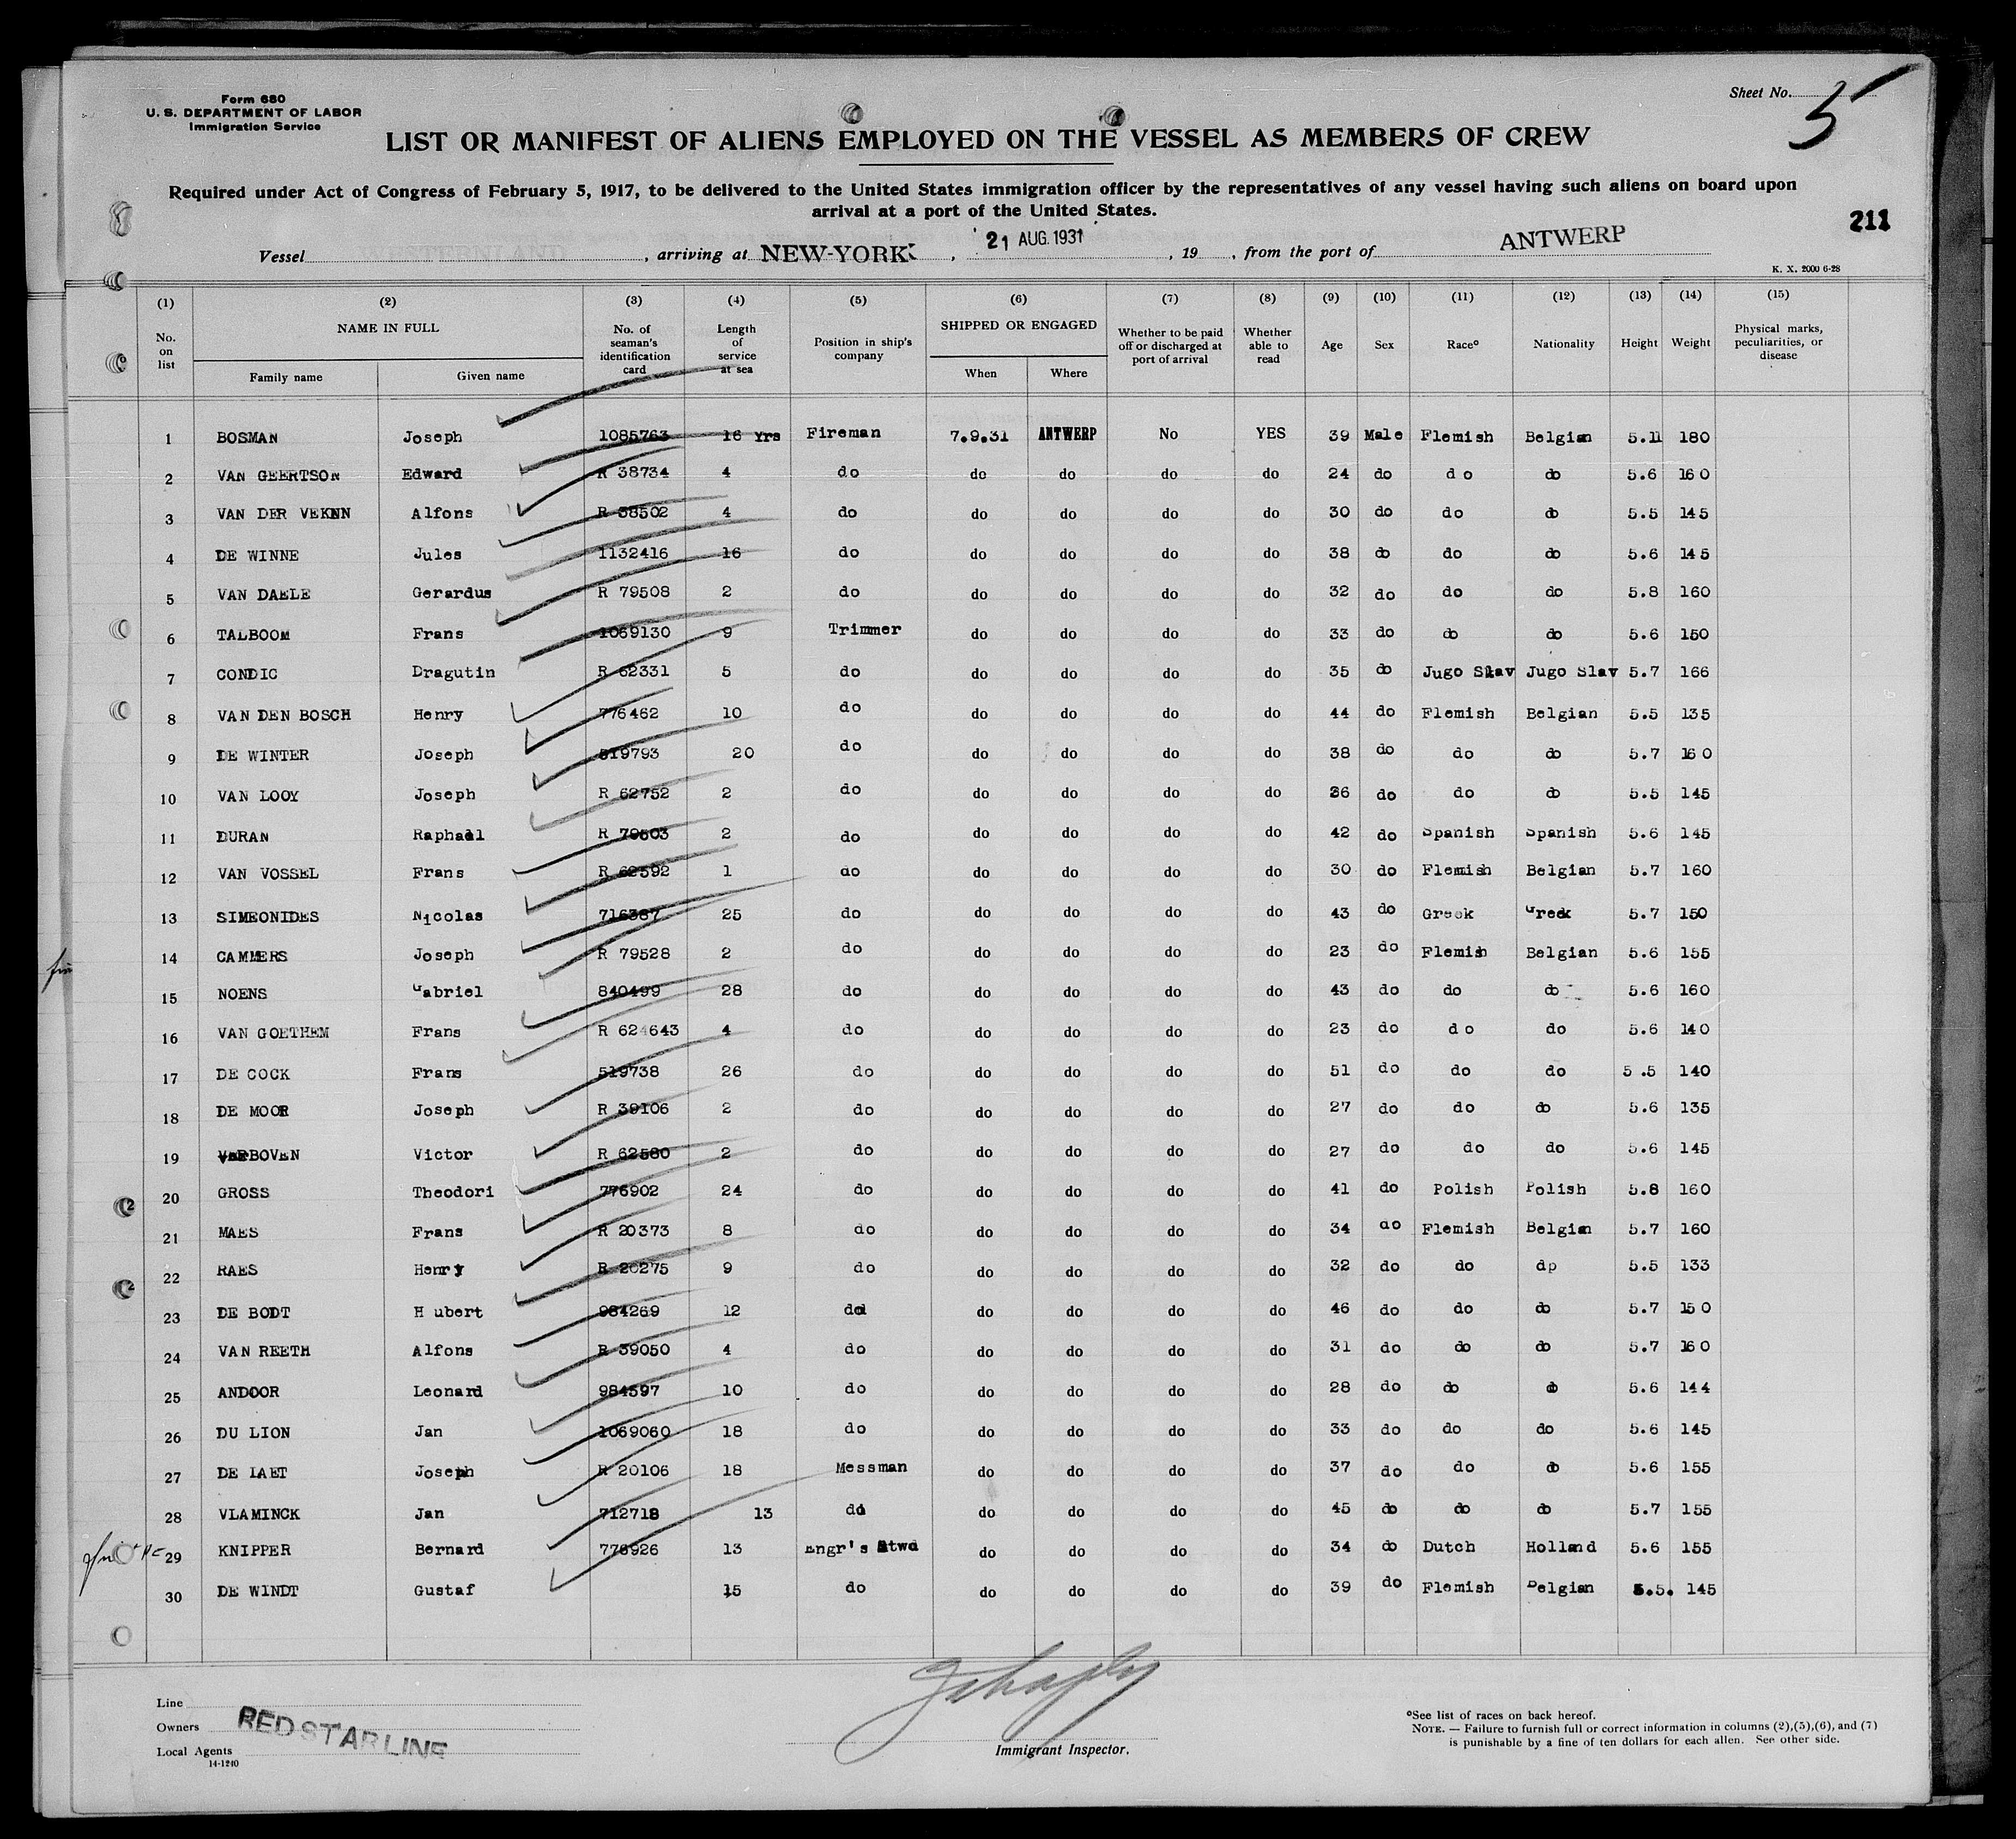 Form 680
U. S. DEPARTMENT OF LABOR
Immigration Service
Sheet No. 5
LIST OR MANIFEST OF ALIENS EMPLOYED ON THE VESSEL AS MEMBERS OF CREW
Required under Act of Congress of February 5, 1917, to be delivered to the United States immigration officer by the representatives of any vessel having such aliens on board upon
arrival at a port of the United States.
211
Vessel WESTERNLAND, arriving at NEW-YORK, 21 AUG. 1931, 19, from the port of ANTWERP
K. X. 2000 6-28
(1) (2) (3) (4) (5) (6) (7) (8) (9) (10) (11) (12) (13) (14) (15)
No. on list NAME IN FULL Family name Given name No. of seaman's identification card Length of service at sea Position in ship's company SHIPPED OR ENGAGED When Where Whether to be paid off or discharged at port of arrival Whether able to read Age Sex Race° Nationality Height Weight Physical marks, peculiarities, or disease
1 BOSMAN Joseph 1085763 16 Yrs Fireman 7.9.31 ANTWERP No YES 39 Male Flemish Belgian 5.11 180
2 VAN GEERTSON Edward R 38734 4 do do do do do 24 do do do 5.6 160
3 VAN DER VEKNN Alfons R 38502 4 do do do do do 30 do do do 5.5 145
4 DE WINNE Jules 1132416 16 do do do do do 38 do do do 5.6 145
5 VAN DAELE Gerardus R 79508 2 do do do do do 32 do do do 5.8 160
6 TALBOOM Frans 1069130 9 Trimmer do do do do 33 do do do 5.6 150
7 CONDIC Dragutin R 62331 5 do do do do do 35 do Jugo Slav Jugo Slav 5.7 166
8 VAN DEN BOSCH Henry 776462 10 do do do do do 44 do Flemish Belgian 5.5 135
9 DE WINTER Joseph 519793 20 do do do do do 38 do do do 5.7 160
10 VAN LOOY Joseph R 62752 2 do do do do do 26 do do do 5.5 145
11 DURAN Raphael R 79503 2 do do do do do 42 do Spanish Spanish 5.6 145
12 VAN VOSSEL Frans R 62592 1 do do do do do 30 do Flemish Belgian 5.7 160
13 SIMEONIDES Nicolas 716387 25 do do do do do 43 do Greek Greek 5.7 150
14 CAMMERS Joseph R 79528 2 do do do do do 23 do Flemish Belgian 5.6 155
15 NOENS Gabriel 840499 28 do do do do do 43 do do do 5.6 160
16 VAN GOETHEM Frans R 624643 4 do do do do do 23 do do do 5.6 140
17 DE COCK Frans 519738 26 do do do do do 51 do do do 5.5 140
18 DE MOOR Joseph R 39106 2 do do do do do 27 do do do 5.6 135
19 VERBOVEN Victor R 62580 2 do do do do do 27 do do do 5.6 145
20 GROSS Theodori 776902 24 do do do do do 41 do Polish Polish 5.8 160
21 MAES Frans R 20373 8 do do do do do 34 do Flemish Belgian 5.7 160
22 RAES Henry R 20275 9 do do do do do 32 do do dp 5.5 133
23 DE BODT H ubert 984269 12 do do do do do 46 do do do 5.7 150
24 VAN REETH Alfons R 39050 4 do do do do do 31 do do do 5.7 160
25 ANDOOR Leonard 984597 10 do do do do do 28 do do do 5.6 144
26 DU LION Jan 1069060 18 do do do do do 33 do do do 5.6 145
27 DE LAET Joseph R 20106 18 Messman do do do do 37 do do do 5.6 155
28 VLAMINCK Jan 712718 13 do do do do do 45 do do do 5.7 155
29 KNIPPER Bernard 776926 13 Engr's Stwd do do do do 34 do Dutch Holland 5.6 155
30 DE WINDT Gustaf 15 do do do do do 39 do Flemish Belgian 5.5. 145
Line
Owners RED STAR LINE
Local Agents
14-1240
Immigrant Inspector.
°See list of races on back hereof.
NOTE. — Failure to furnish full or correct information in columns (2),(5),(6), and (7)
is punishable by a fine of ten dollars for each alien. See other side.